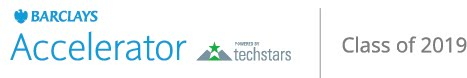 BARCLAYS
Accelerator
POWERED BY
techstars
Class of 2019